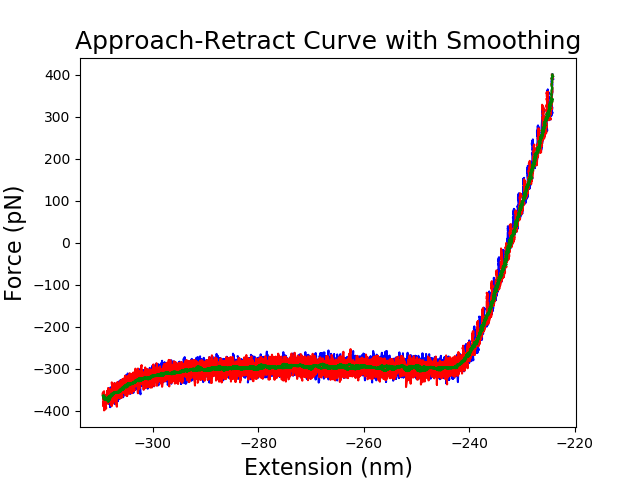 Approach-Retract Curve with Smoothing
400
300
200
100
0
−100
−200
−300
−400
Force (pN)
−300 −280 −260 −240 −220
Extension (nm)